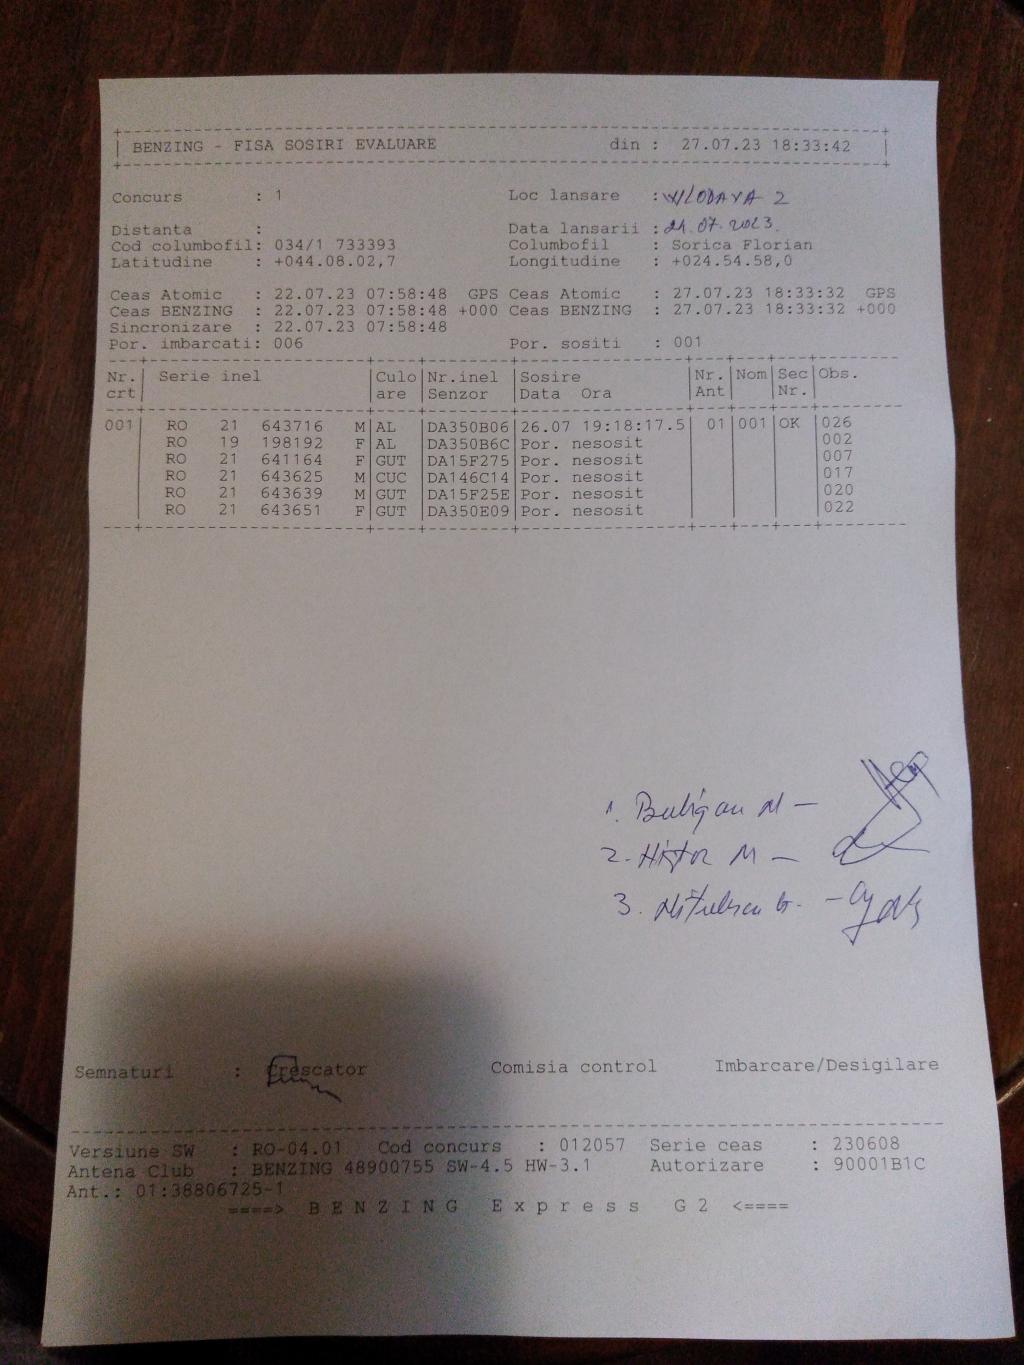 BENZING - FISA SOSIRI EVALUARE din : 27.07.23 18:33:42
Concurs : 1 Loc lansare : WLODAVA 2
Distanta : Data lansarii : 07.2023
Cod columbofil: 034/1 733393 Columbofil : Sorica Florian
Latitudine : +044.08.02,7 Longitudine : +024.54.58,0
Ceas Atomic : 22.07.23 07:58:48 GPS Ceas Atomic : 27.07.23 18:33:32 GPS
Ceas BENZING : 22.07.23 07:58:48 +000 Ceas BENZING : 27.07.23 18:33:32 +000
Sincronizare : 22.07.23 07:58:48
Por. imbarcati: 006 Por. sositi : 001
Nr. Serie inel Culo Nr.inel Sosire Nr. Nom Sec Obs.
crt are Senzor Data Ora Ant Nr.
001 RO 21 643716 M AL DA350B06 26.07 19:18:17.5 01 001 OK 026
RO 19 198192 F AL DA350B6C Por. nesosit 002
RO 21 641164 F GUT DA15F275 Por. nesosit 007
RO 21 643625 M CUC DA146C14 Por. nesosit 017
RO 21 643639 M GUT DA15F25E Por. nesosit 020
RO 21 643651 F GUT DA350E09 Por. nesosit 022
1. M -
2. M -
3. G. -
Semnaturi : Crescator Comisia control Imbarcare/Desigilare
Versiune SW : RO-04.01 Cod concurs : 012057 Serie ceas : 230608
Antena Club : BENZING 48900755 SW-4.5 HW-3.1 Autorizare : 90001B1C
Ant.: 01:38806725-1
====> BENZING Express G2 <====